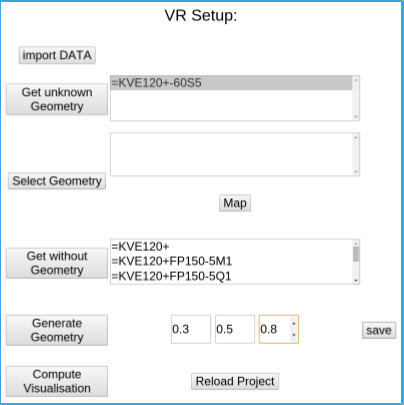 VR Setup:
import DATA
Get unknown
Geometry
=KVE120+-60S5
Select Geometry
Map
Get without
Geometry
=KVE120+
=KVE120+FP150-5M1
=KVE120+FP150-5Q1
Generate
Geometry
0.3
0.5
0.8
save
Compute
Visualisation
Reload Project